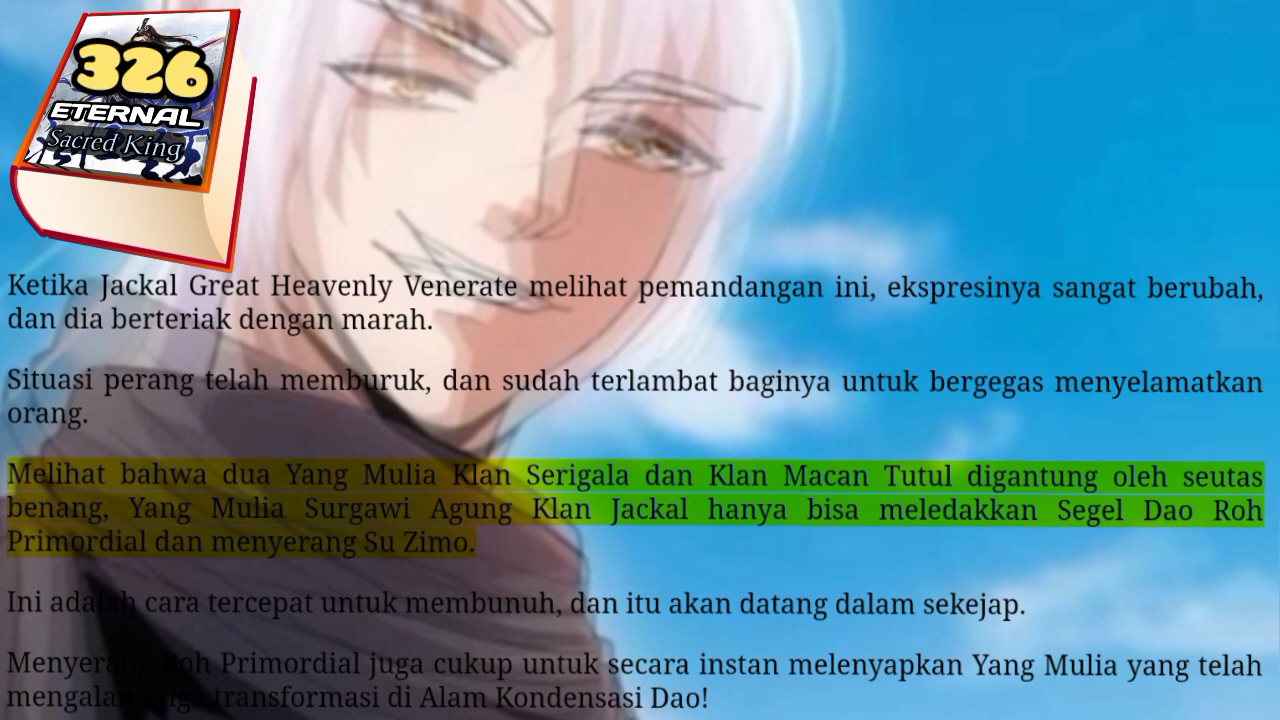 326
ETERNAL
Sacred King
Ketika Jackal Great Heavenly Venerate melihat pemandangan ini, ekspresinya sangat berubah,
dan dia berteriak dengan marah.
Situasi perang telah memburuk, dan sudah terlambat baginya untuk bergegas menyelamatkan
orang.
Melihat bahwa dua Yang Mulia Klan Serigala dan Klan Macan Tutul digantung oleh seutas
benang, Yang Mulia Surgawi Agung Klan Jackal hanya bisa meledakkan Segel Dao Roh
Primordial dan menyerang Su Zimo.
Ini adalah cara tercepat untuk membunuh, dan itu akan datang dalam sekejap.
Menyerang Roh Primordial juga cukup untuk secara instan melenyapkan Yang Mulia yang telah
mengalami tiga transformasi di Alam Kondensasi Dao!